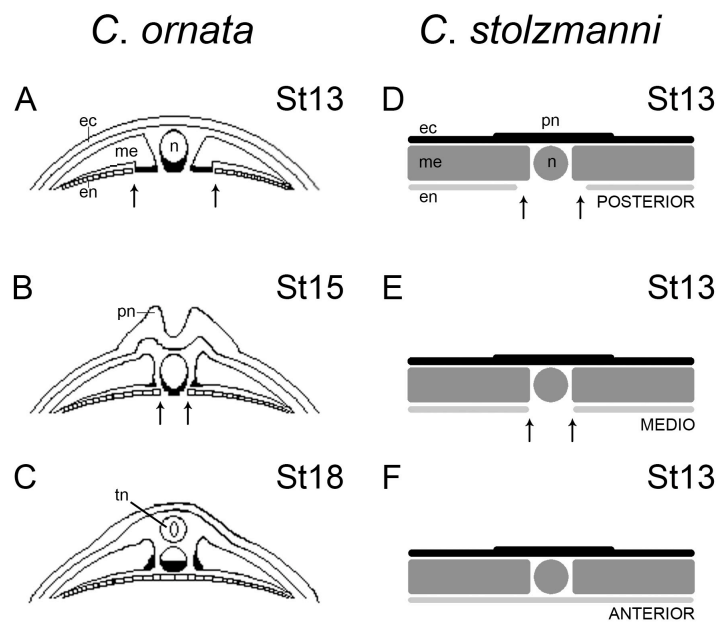 C. ornata
C. stolzmanni
A
St13
ec
me
n
en
D
St13
pn
ec
me
n
en
POSTERIOR
B
St15
pn
E
St13
MEDIO
C
St18
tn
F
St13
ANTERIOR